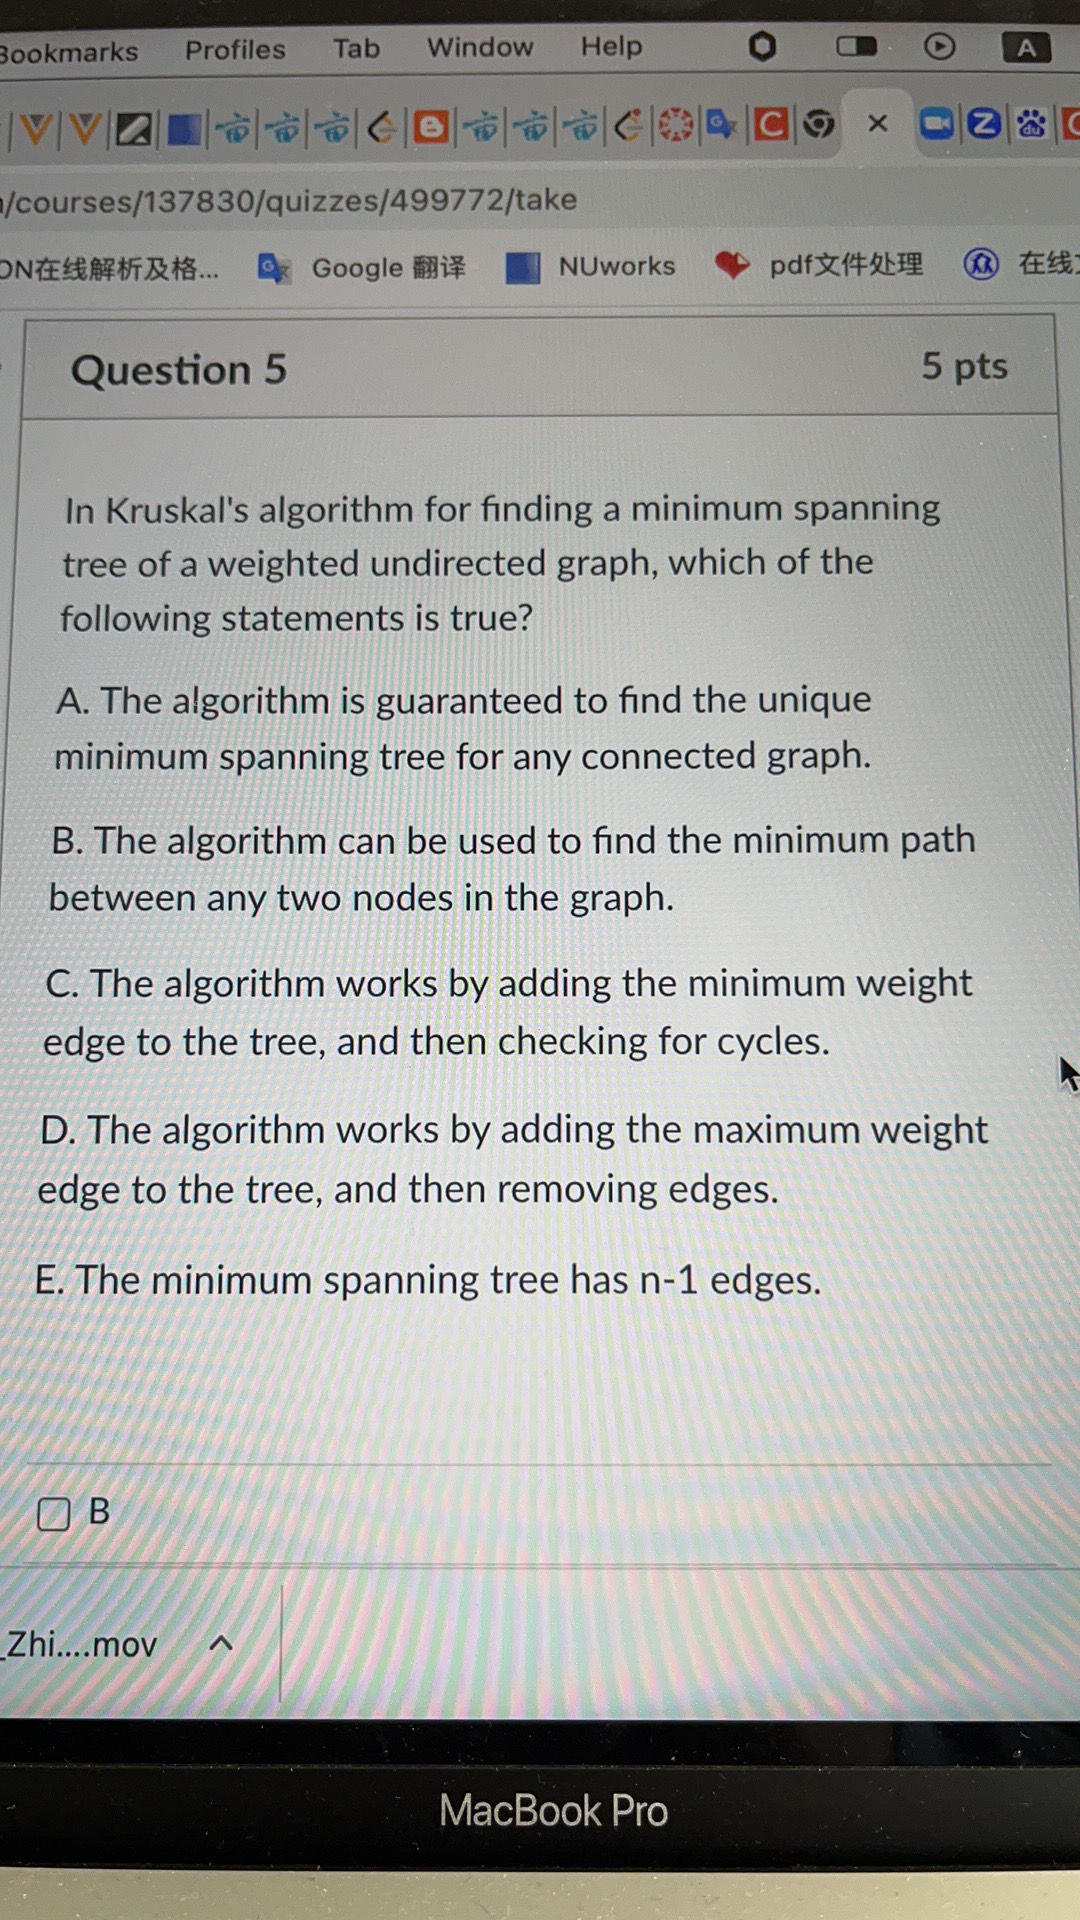 Bookmarks Profiles Tab Window Help A
/courses/137830/quizzes/499772/take
ON在线解析及格... Google 翻译 NUworks pdf文件处理 在线
Question 5 5 pts
In Kruskal's algorithm for finding a minimum spanning
tree of a weighted undirected graph, which of the
following statements is true?
A. The algorithm is guaranteed to find the unique
minimum spanning tree for any connected graph.
B. The algorithm can be used to find the minimum path
between any two nodes in the graph.
C. The algorithm works by adding the minimum weight
edge to the tree, and then checking for cycles.
D. The algorithm works by adding the maximum weight
edge to the tree, and then removing edges.
E. The minimum spanning tree has n-1 edges.
B
_Zhi....mov
MacBook Pro